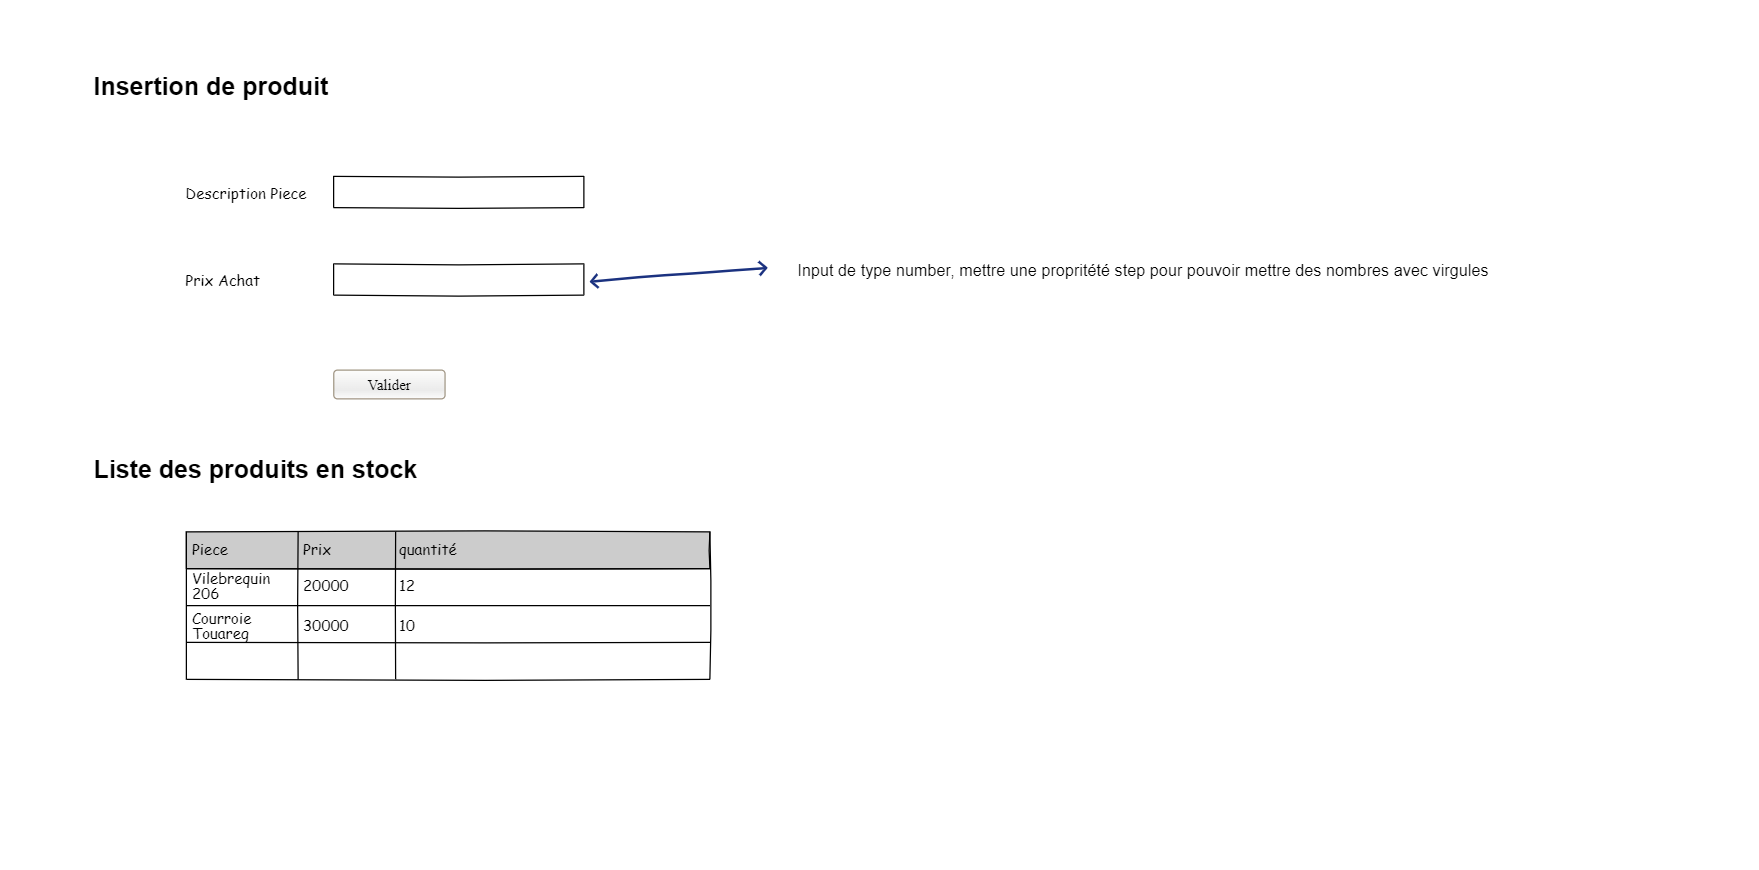 Insertion de produit
Description Piece
Prix Achat
Input de type number, mettre une propritété step pour pouvoir mettre des nombres avec virgules
Valider
Liste des produits en stock
Piece Prix quantité
Vilebrequin
206
20000 12
Courroie
Touareg
30000 10